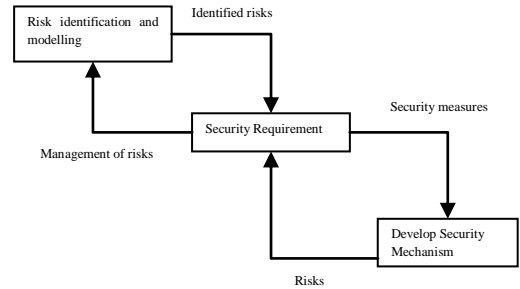 Identified risks
Risk identification and
modelling
Security measures
Security Requirement
Management of risks
Develop Security
Mechanism
Risks